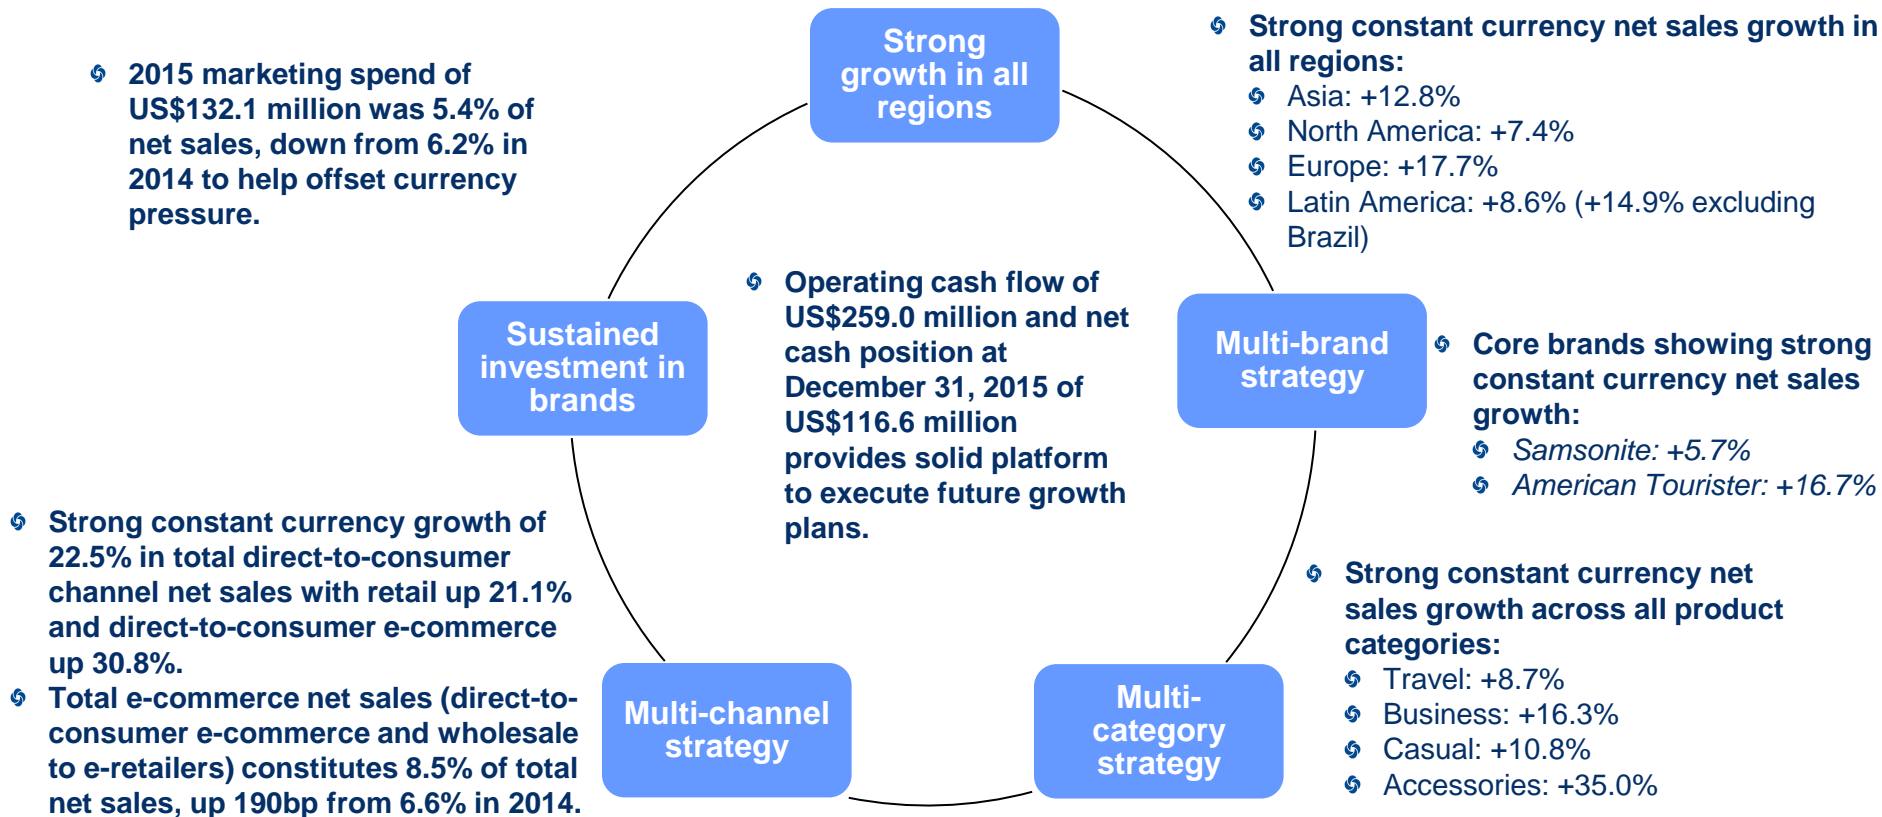 Strong
growth in all
regions
Strong constant currency net sales growth in
all regions:
Asia: +12.8%
North America: +7.4%
Europe: +17.7%
Latin America: +8.6% (+14.9% excluding
Brazil)
2015 marketing spend of
US$132.1 million was 5.4% of
net sales, down from 6.2% in
2014 to help offset currency
pressure.
Sustained
investment in
brands
Operating cash flow of
US$259.0 million and net
cash position at
December 31, 2015 of
US$116.6 million
provides solid platform
to execute future growth
plans.
Multi-brand
strategy
Core brands showing strong
constant currency net sales
growth:
Samsonite: +5.7%
American Tourister: +16.7%
Strong constant currency growth of
22.5% in total direct-to-consumer
channel net sales with retail up 21.1%
and direct-to-consumer e-commerce
up 30.8%.
Total e-commerce net sales (direct-to-
consumer e-commerce and wholesale
to e-retailers) constitutes 8.5% of total
net sales, up 190bp from 6.6% in 2014.
Multi-channel
strategy
Multi-
category
strategy
Strong constant currency net
sales growth across all product
categories:
Travel: +8.7%
Business: +16.3%
Casual: +10.8%
Accessories: +35.0%